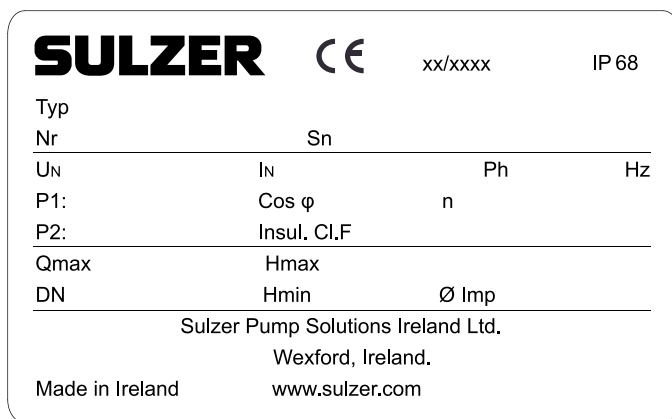 SULZER CE xx/xxxx IP 68
Typ
Nr Sn
UN IN Ph Hz
P1: Cos φ n
P2: Insul. Cl.F
Qmax Hmax
DN Hmin Ø Imp
Sulzer Pump Solutions Ireland Ltd.
Wexford, Ireland.
Made in Ireland www.sulzer.com